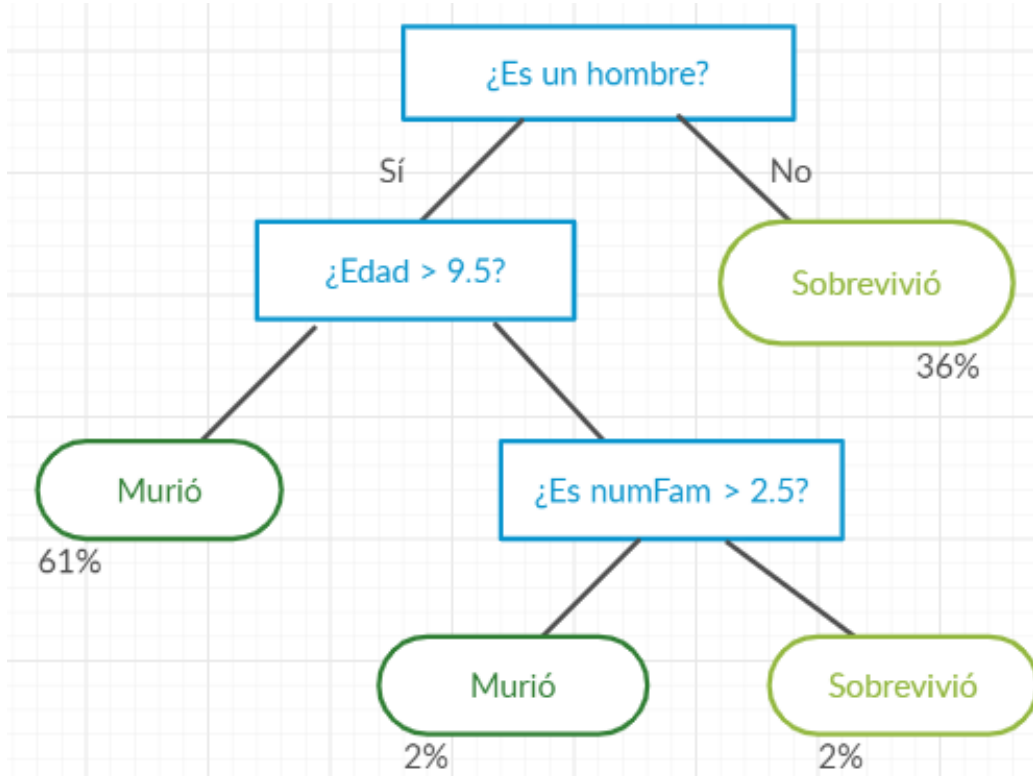 ¿Es un hombre?
Sí
No
¿Edad > 9.5?
Sobrevivió
36%
Murió
61%
¿Es numFam > 2.5?
Murió
2%
Sobrevivió
2%